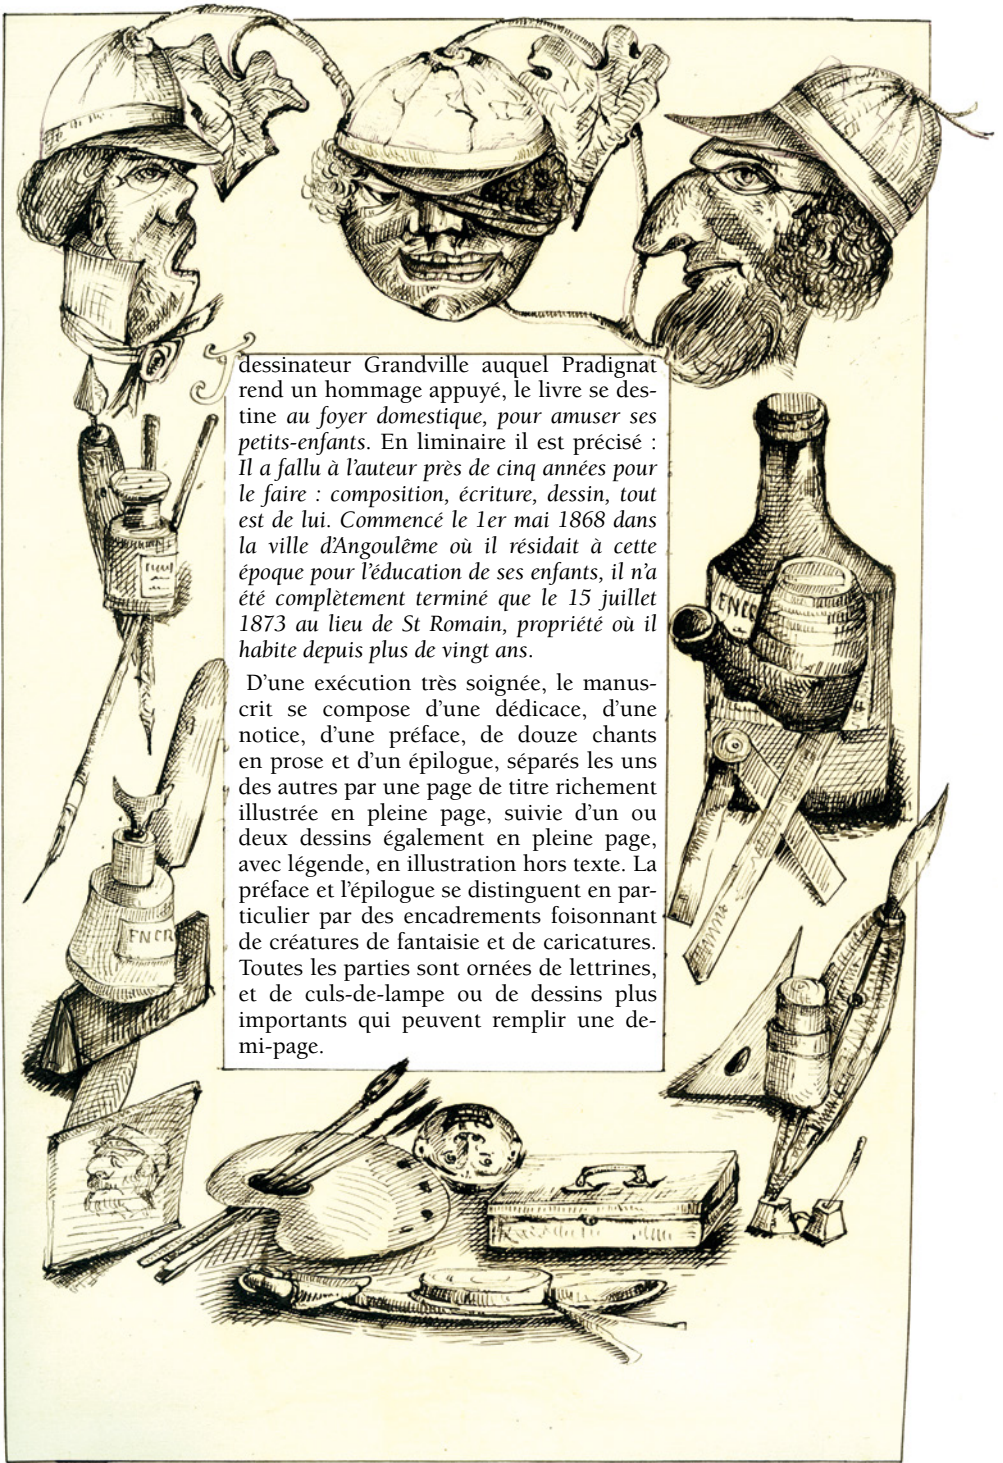 dessinateur Grandville auquel Pradignat
rend un hommage appuyé, le livre se des-
tine au foyer domestique, pour amuser ses
petits-enfants. En liminaire il est précisé :
Il a fallu à l’auteur près de cinq années pour
le faire : composition, écriture, dessin, tout
est de lui. Commencé le 1er mai 1868 dans
la ville d’Angoulême où il résidait à cette
époque pour l’éducation de ses enfants, il n’a
été complètement terminé que le 15 juillet
1873 au lieu de St Romain, propriété où il
habite depuis plus de vingt ans.
D’une exécution très soignée, le manus-
crit se compose d’une dédicace, d’une
notice, d’une préface, de douze chants
en prose et d’un épilogue, séparés les uns
des autres par une page de titre richement
illustrée en pleine page, suivie d’un ou
deux dessins également en pleine page,
avec légende, en illustration hors texte. La
préface et l’épilogue se distinguent en par-
ticulier par des encadrements foisonnant
de créatures de fantaisie et de caricatures.
Toutes les parties sont ornées de lettrines,
et de culs-de-lampe ou de dessins plus
importants qui peuvent remplir une de-
mi-page.
ENCR
ENCR